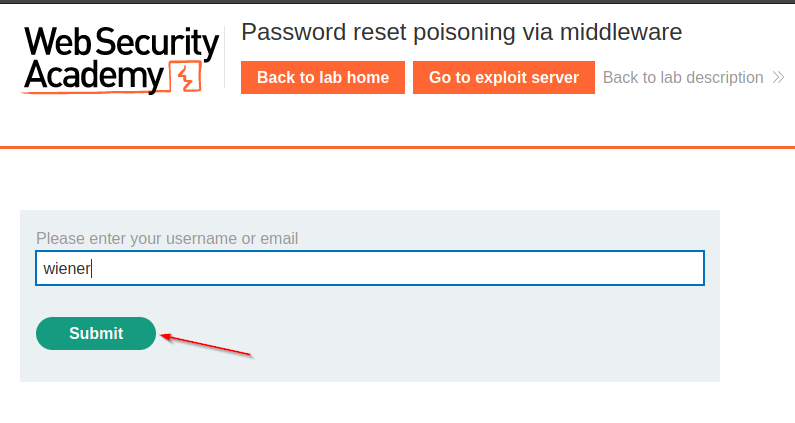 Web Security
Academy
Password reset poisoning via middleware
Back to lab home
Go to exploit server
Back to lab description
Please enter your username or email
wiener
Submit